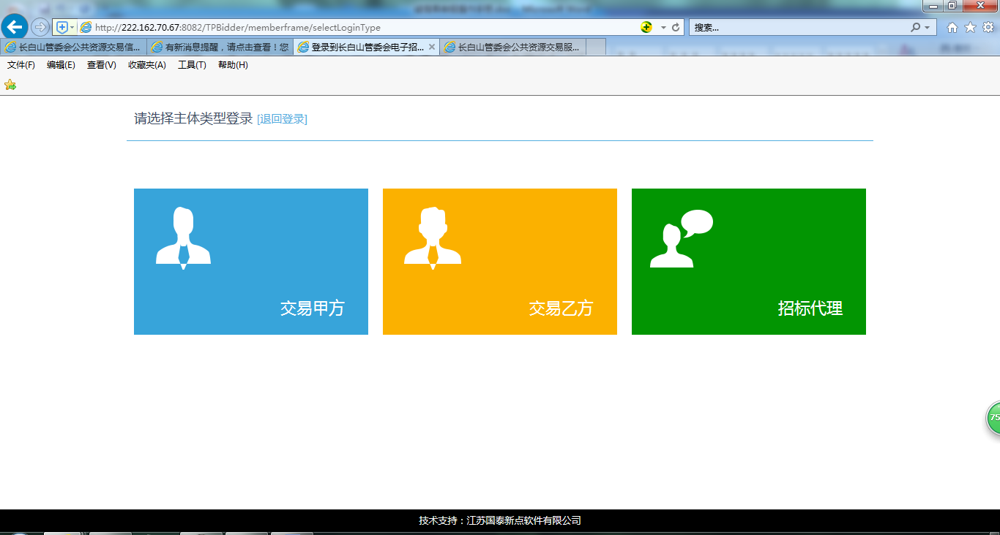 http://222.162.70.67:8082/TPBidder/memberframe/selectLoginType
搜索...
长白山管委会公共资源交易信...
有新消息提醒，请点击查看！您
登录到长白山管委会电子招...
长白山管委会公共资源交易服...
文件(F) 编辑(E) 查看(V) 收藏夹(A) 工具(T) 帮助(H)
请选择主体类型登录 [退回登录]
交易甲方
交易乙方
招标代理
75
技术支持：江苏国泰新点软件有限公司